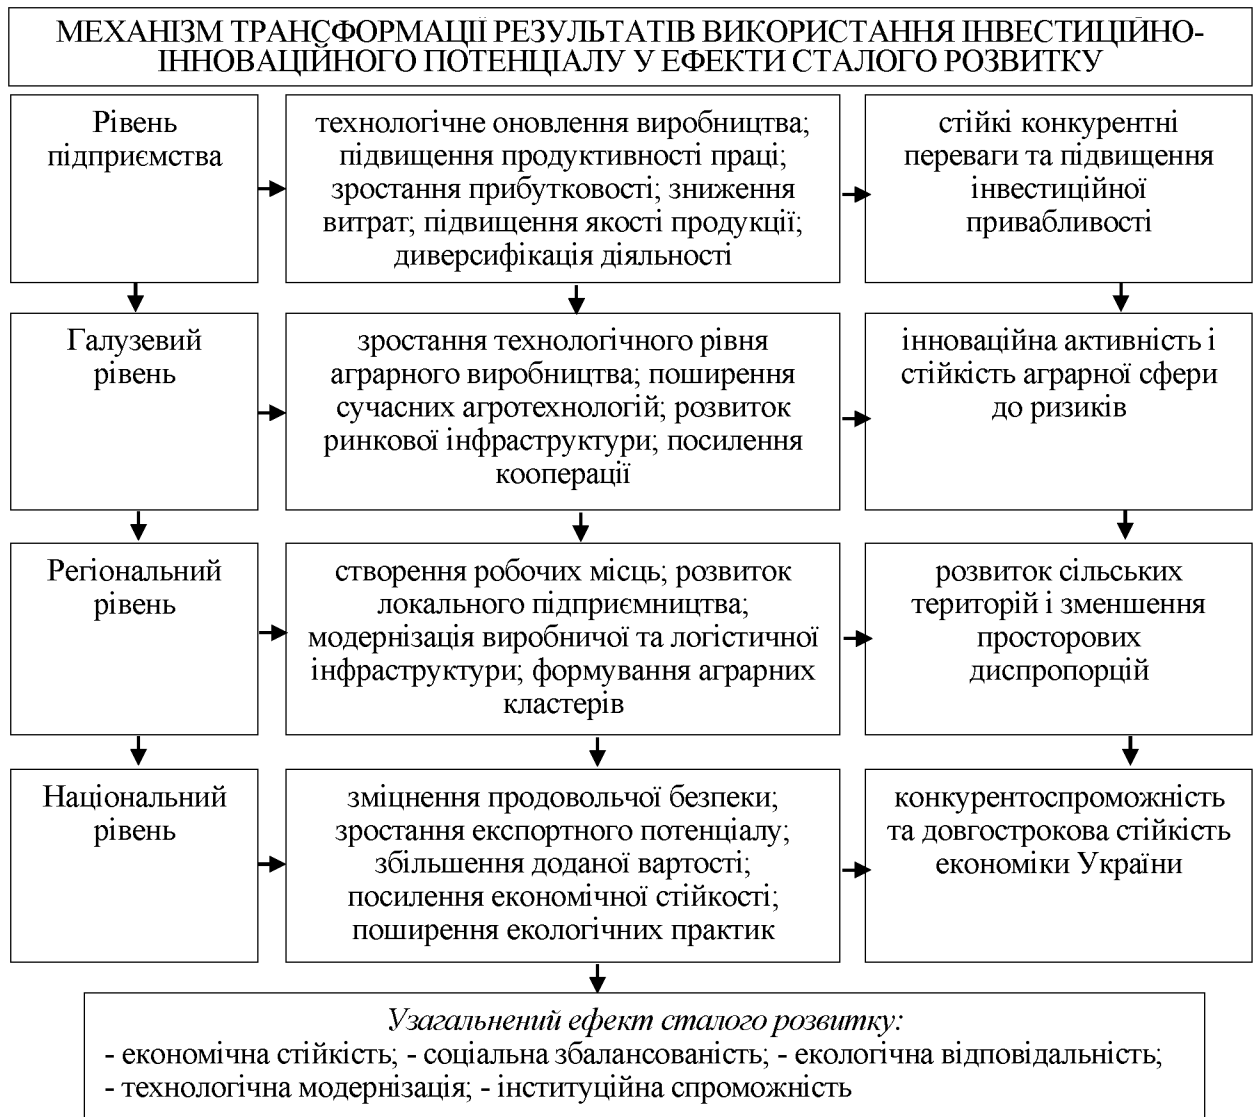 МЕХАНІЗМ ТРАНСФОРМАЦІЇ РЕЗУЛЬТАТІВ ВИКОРИСТАННЯ ІНВЕСТИЦІЙНО-
ІННОВАЦІЙНОГО ПОТЕНЦІАЛУ У ЕФЕКТИ СТАЛОГО РОЗВИТКУ
Рівень
підприємства
технологічне оновлення виробництва;
підвищення продуктивності праці;
зростання прибутковості; зниження
витрат; підвищення якості продукції;
диверсифікація діяльності
стійкі конкурентні
переваги та підвищення
інвестиційної
привабливості
Галузевий
рівень
зростання технологічного рівня
аграрного виробництва; поширення
сучасних агротехнологій; розвиток
ринкової інфраструктури; посилення
кооперації
інноваційна активність і
стійкість аграрної сфери
до ризиків
Регіональний
рівень
створення робочих місць; розвиток
локального підприємництва;
модернізація виробничої та логістичної
інфраструктури; формування аграрних
кластерів
розвиток сільських
територій і зменшення
просторових
диспропорцій
Національний
рівень
зміцнення продовольчої безпеки;
зростання експортного потенціалу;
збільшення доданої вартості;
посилення економічної стійкості;
поширення екологічних практик
конкурентоспроможність
та довгострокова стійкість
економіки України
Узагальнений ефект сталого розвитку:
- економічна стійкість; - соціальна збалансованість; - екологічна відповідальність;
- технологічна модернізація; - інституційна спроможність